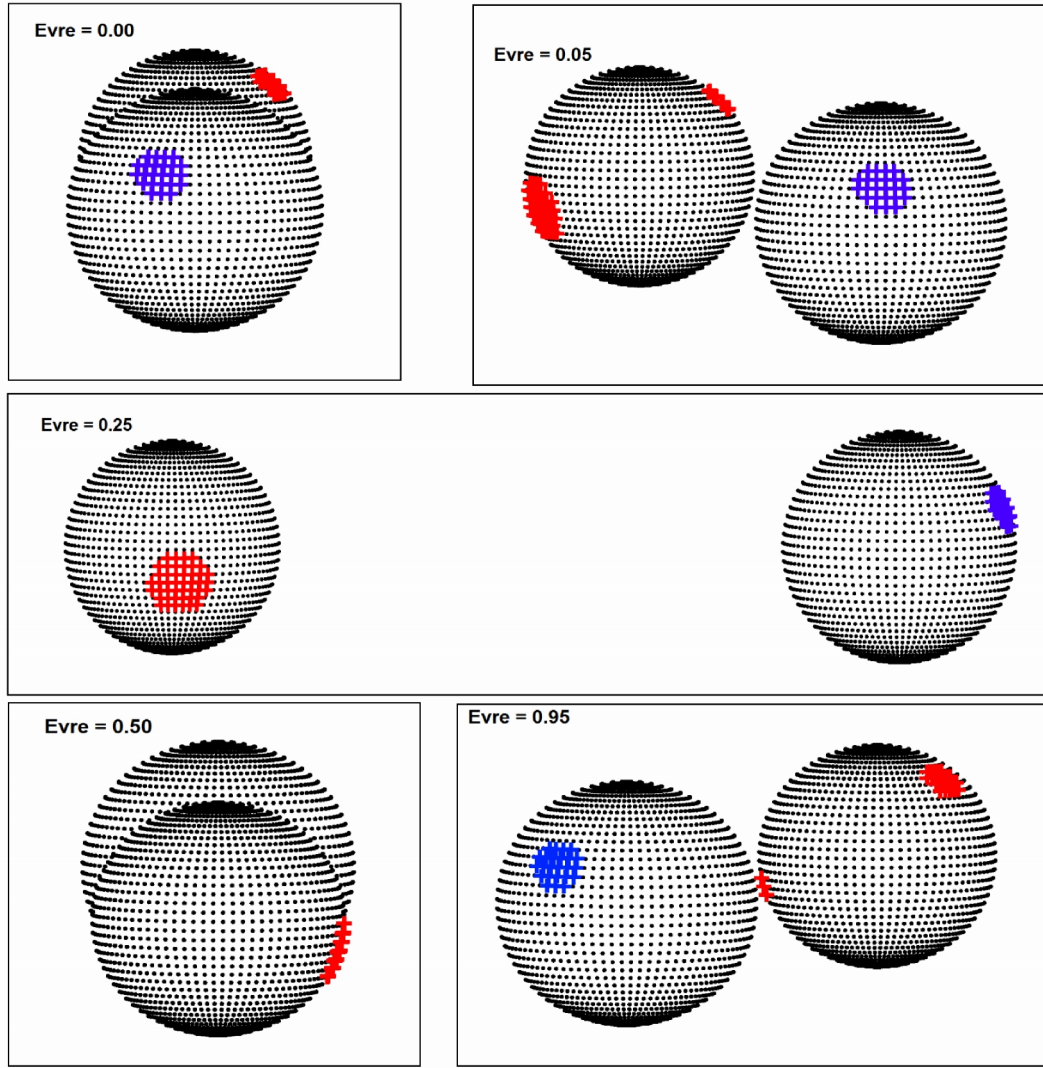 Evre = 0.00
Evre = 0.05
Evre = 0.25
Evre = 0.50
Evre = 0.95